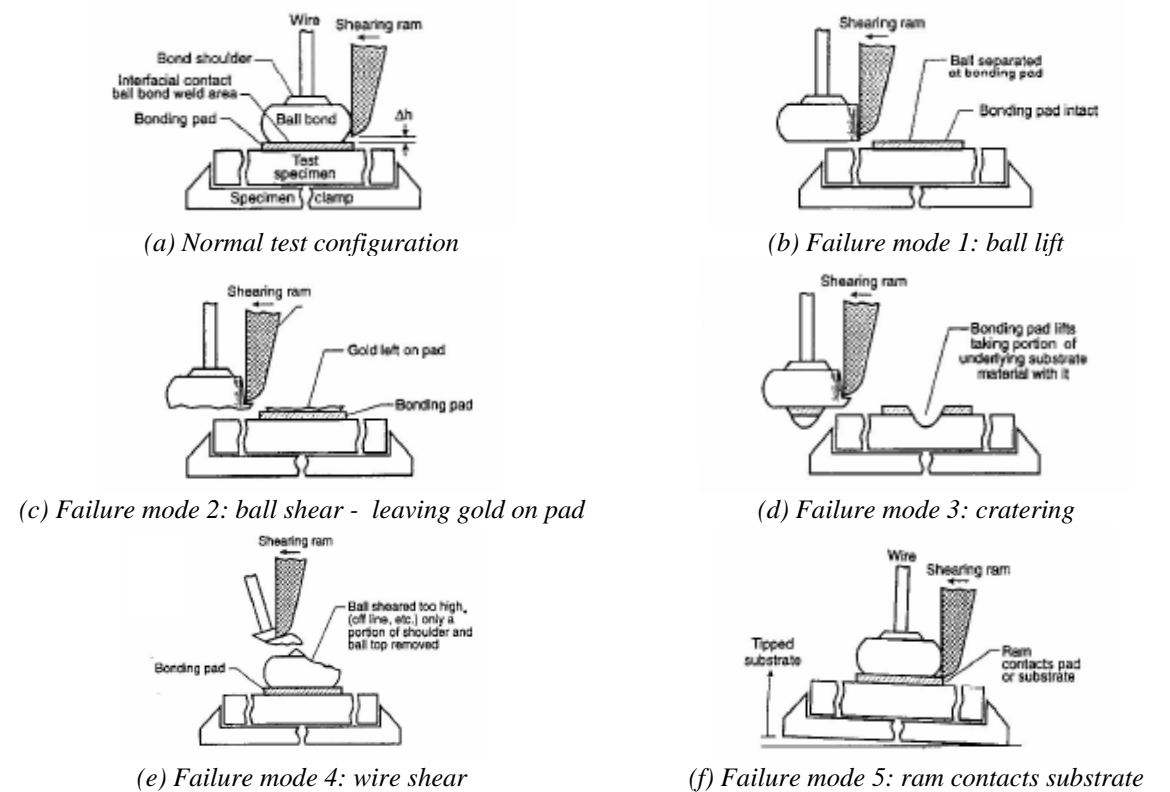 Wire
Shearing ram
Bond shoulder
Interfacial contact
ball bond weld area
Bonding pad
Ball bond
Δh
Test
specimen
Specimen clamp
(a) Normal test configuration
Shearing ram
Ball separated
at bonding pad
Bonding pad intact
(b) Failure mode 1: ball lift
Shearing ram
Gold left on pad
Bonding pad
(c) Failure mode 2: ball shear - leaving gold on pad
Shearing ram
Bonding pad lifts
taking portion of
underlying substrate
material with it
(d) Failure mode 3: cratering
Shearing ram
Ball sheared too high,
(off line, etc.) only a
portion of shoulder and
ball top removed
Bonding pad
(e) Failure mode 4: wire shear
Wire
Shearing ram
Tipped
substrate
Ram
contacts pad
or substrate
(f) Failure mode 5: ram contacts substrate